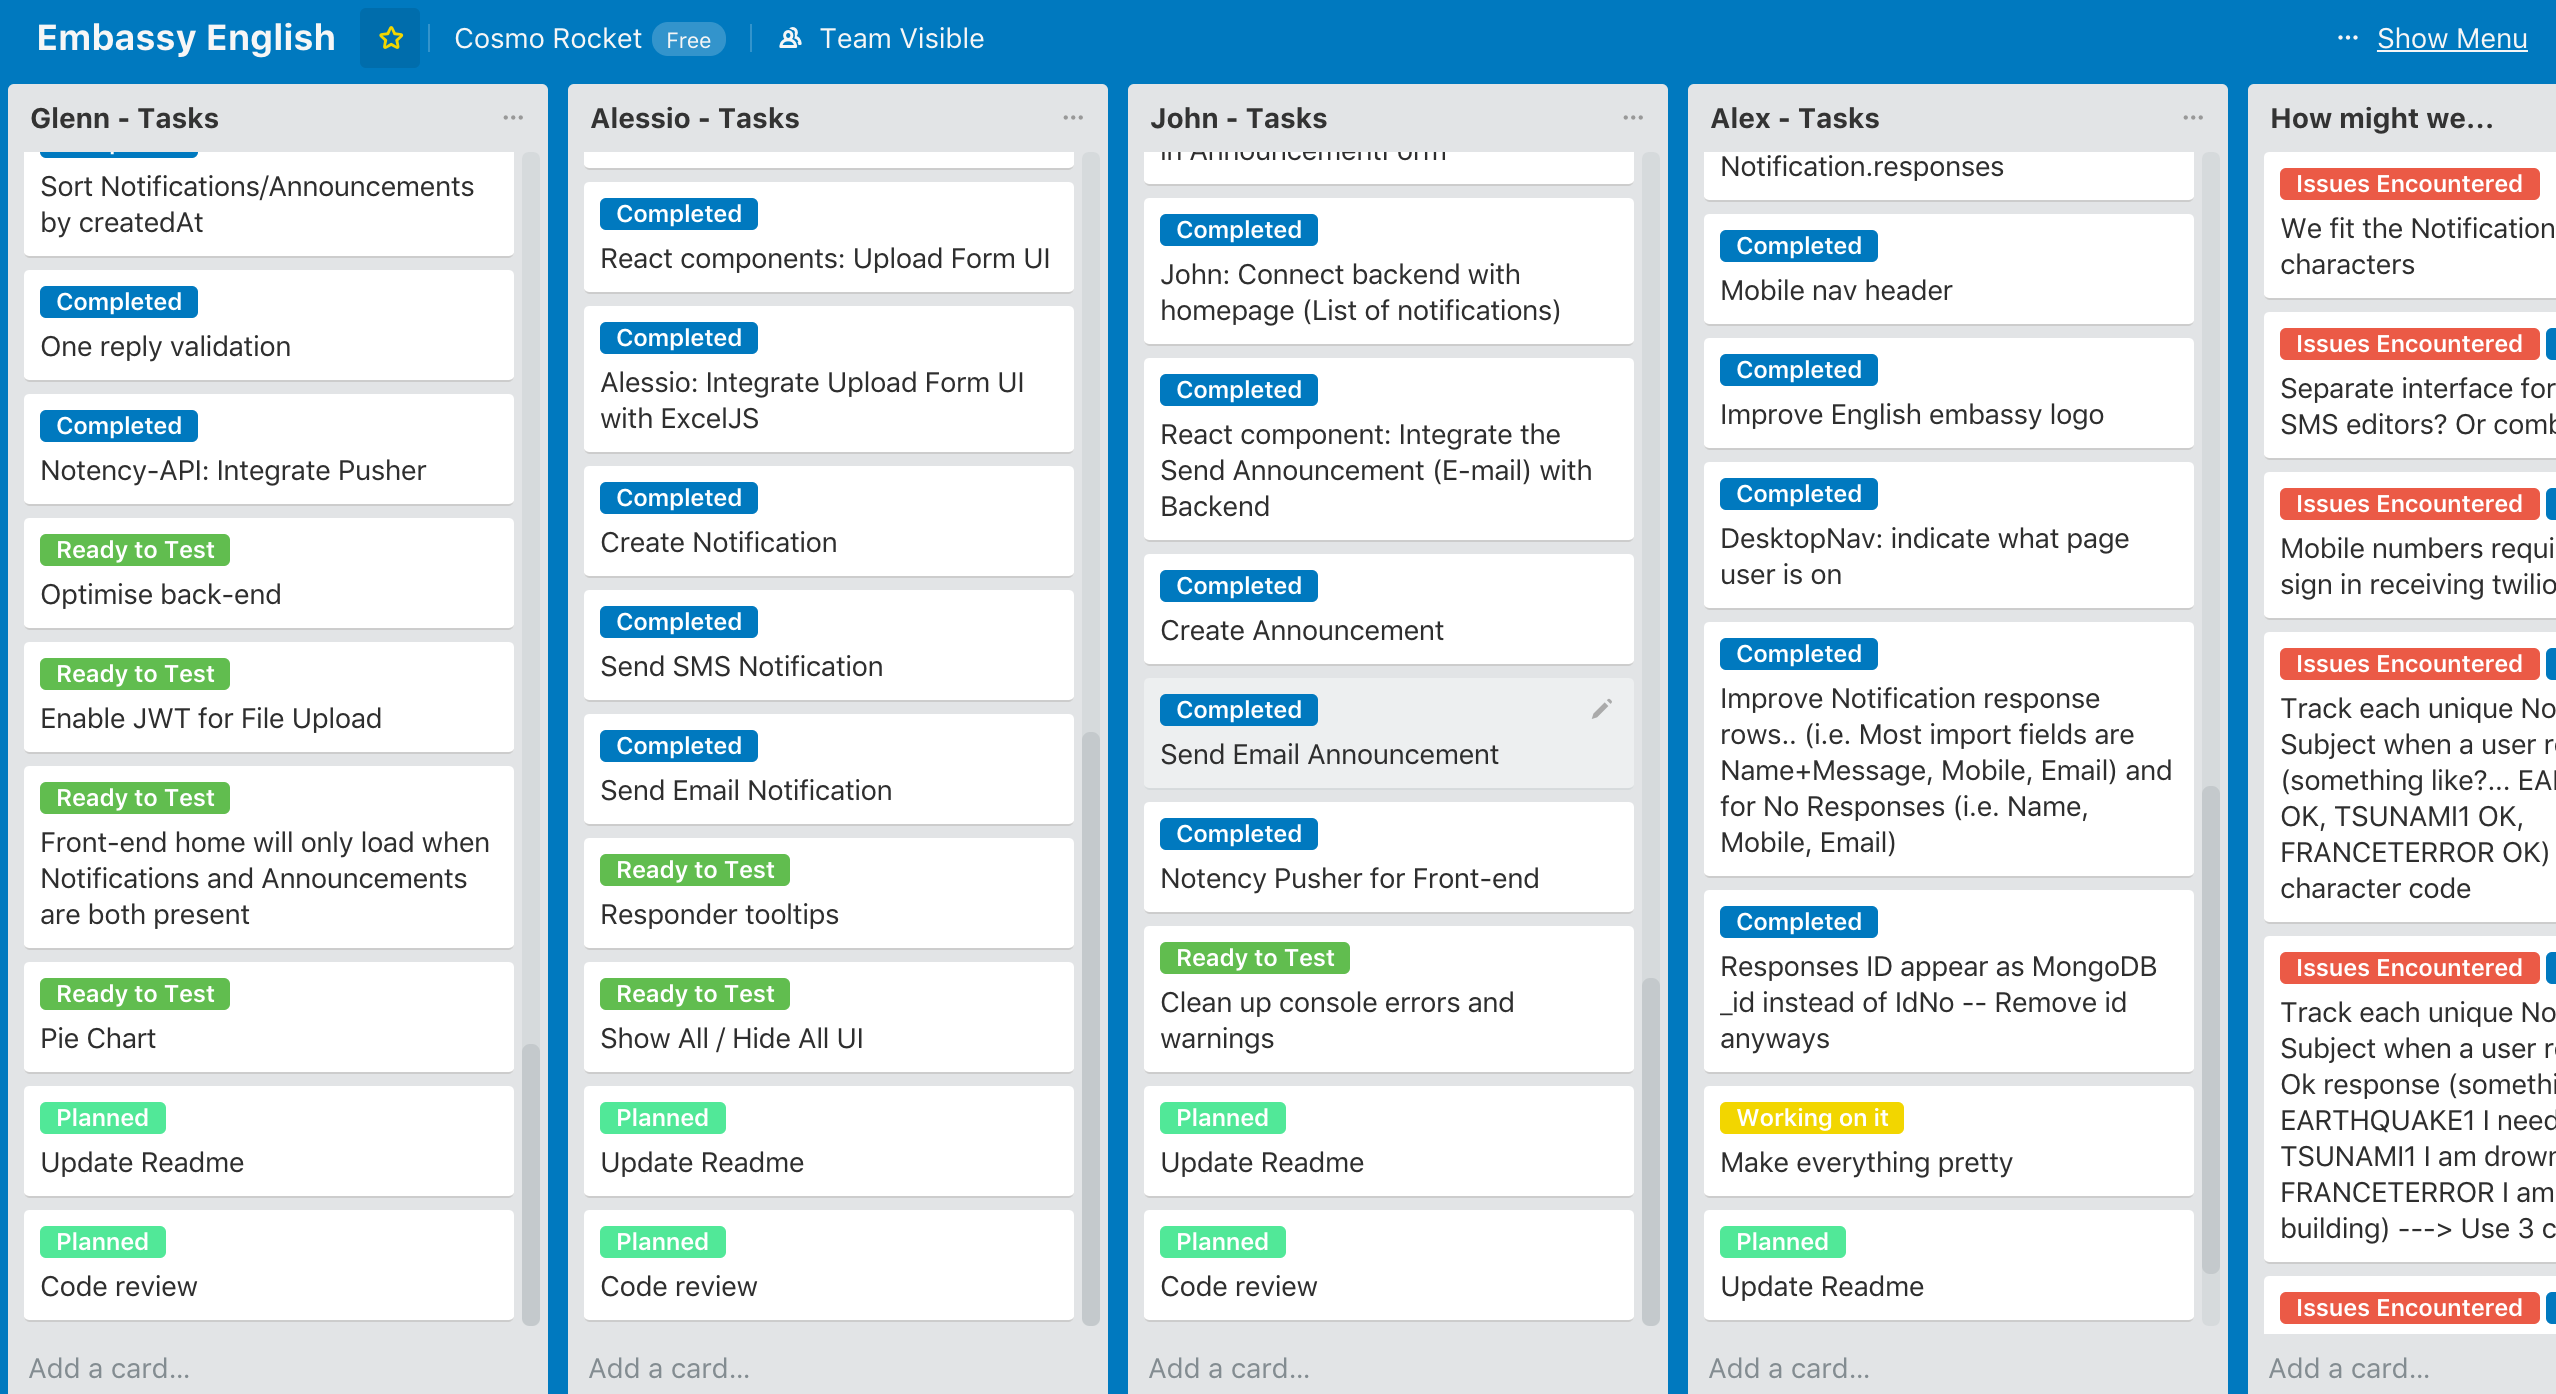 Embassy English
Cosmo Rocket Free
Team Visible
Show Menu
Glenn - Tasks
Sort Notifications/Announcements
by createdAt
Completed
One reply validation
Completed
Notency-API: Integrate Pusher
Ready to Test
Optimise back-end
Ready to Test
Enable JWT for File Upload
Ready to Test
Front-end home will only load when
Notifications and Announcements
are both present
Ready to Test
Pie Chart
Planned
Update Readme
Planned
Code review
Add a card...
Alessio - Tasks
Completed
React components: Upload Form UI
Completed
Alessio: Integrate Upload Form UI
with ExcelJS
Completed
Create Notification
Completed
Send SMS Notification
Completed
Send Email Notification
Ready to Test
Responder tooltips
Ready to Test
Show All / Hide All UI
Planned
Update Readme
Planned
Code review
Add a card...
John - Tasks
in AnnouncementForm
Completed
John: Connect backend with
homepage (List of notifications)
Completed
React component: Integrate the
Send Announcement (E-mail) with
Backend
Completed
Create Announcement
Completed
Send Email Announcement
Completed
Notency Pusher for Front-end
Ready to Test
Clean up console errors and
warnings
Planned
Update Readme
Planned
Code review
Add a card...
Alex - Tasks
Notification.responses
Completed
Mobile nav header
Completed
Improve English embassy logo
Completed
DesktopNav: indicate what page
user is on
Completed
Improve Notification response
rows.. (i.e. Most import fields are
Name+Message, Mobile, Email) and
for No Responses (i.e. Name,
Mobile, Email)
Completed
Responses ID appear as MongoDB
_id instead of IdNo -- Remove id
anyways
Working on it
Make everything pretty
Planned
Update Readme
Add a card...
How might we...
Issues Encountered
We fit the Notification
characters
Issues Encountered
Separate interface for
SMS editors? Or
Issues Encountered
Mobile numbers
sign in receiving twilio
Issues Encountered
Track each unique
Subject when a user
(something like?...
OK, TSUNAMI1 OK,
FRANCETERROR OK)
character code
Issues Encountered
Track each unique
Subject when a user
Ok response
EARTHQUAKE1 I need
TSUNAMI1 I am
FRANCETERROR I am
building) ---> Use 3
Issues Encountered
Add a card...